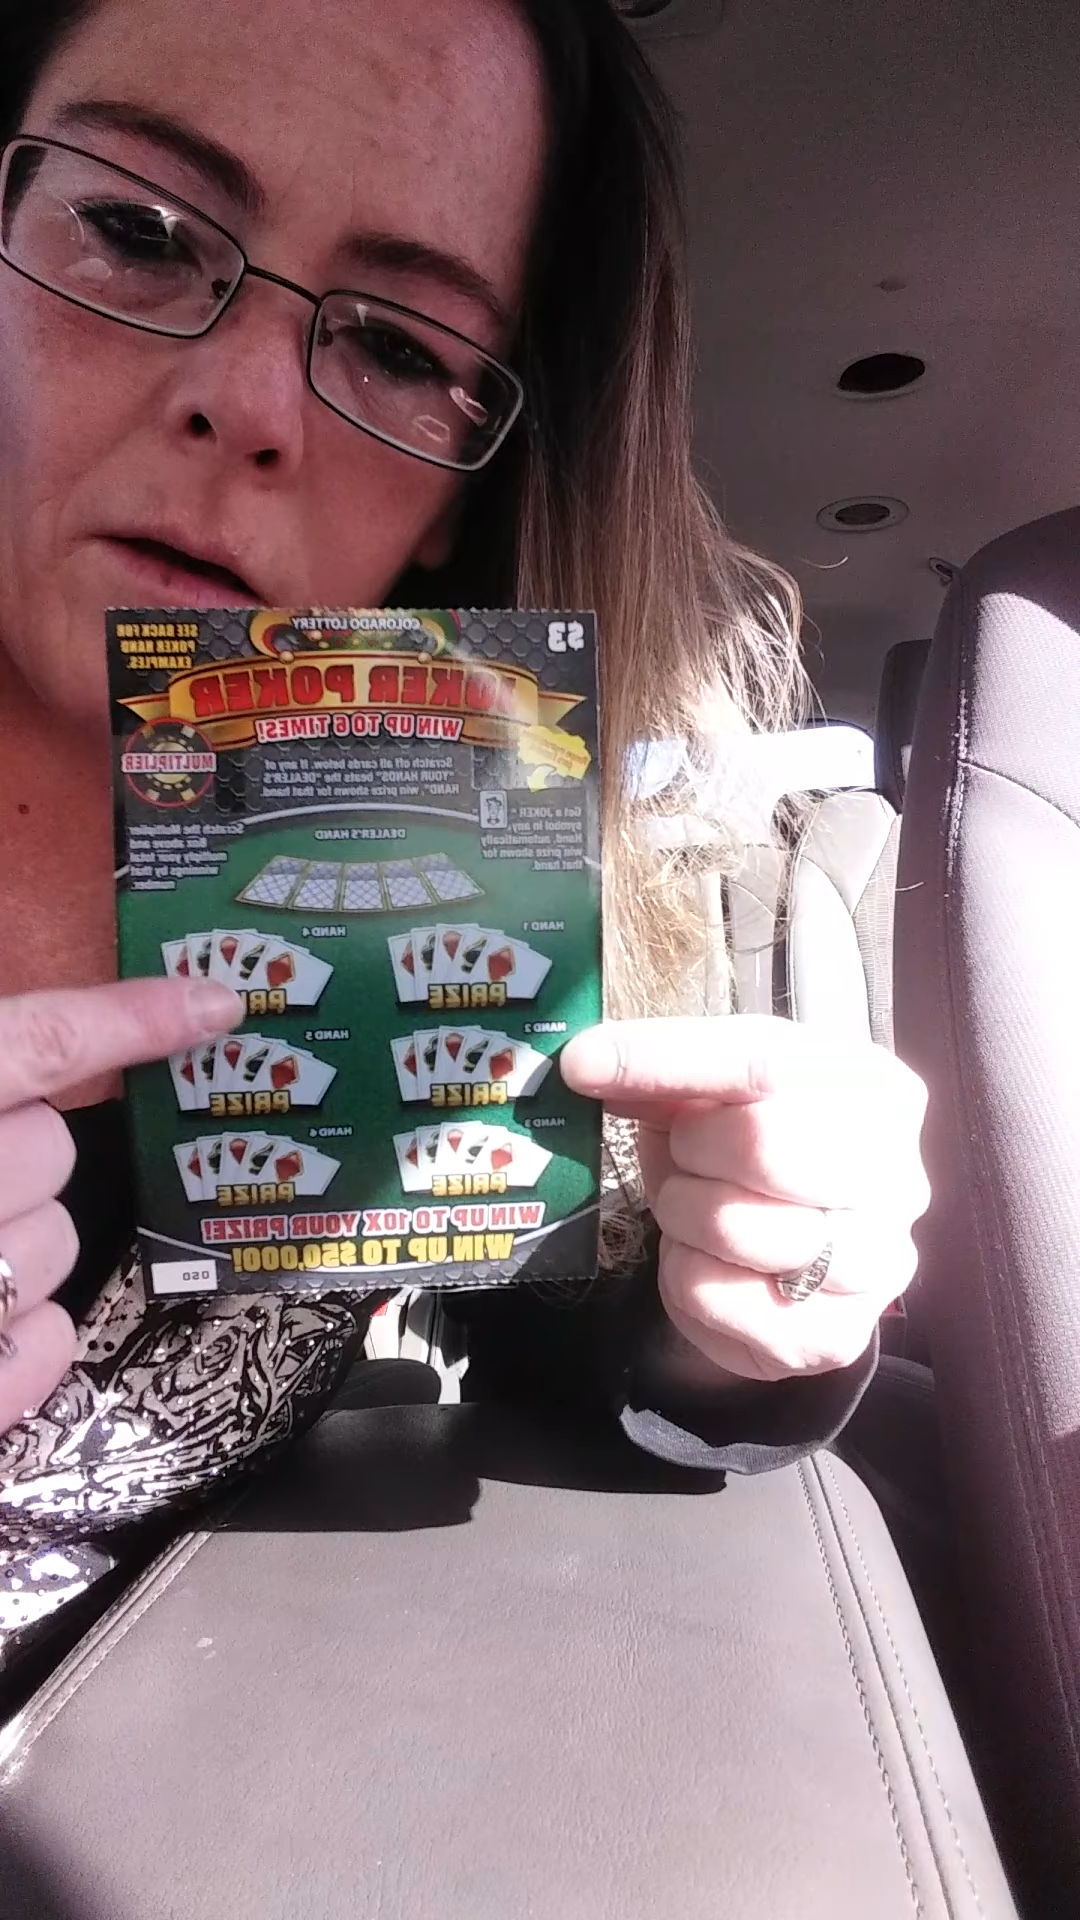 $3
COLORADO LOTTERY
SEE BACK FOR
POKER HAND
EXAMPLES.
JOKER POKER
WIN UP TO 6 TIMES!
MULTIPLIER
Scratch off all cards below. If any of
"YOUR HANDS" beats the "DEALER'S
HAND", win prize shown for that hand.
Get a JOKER "
symbol in any
Hand, automatically
win prize shown for
that hand.
Scratch the Multiplier
Box above and
multiply your total
winnings by that
number.
DEALER'S HAND
HAND 1
PRIZE
HAND 4
HAND 2
PRIZE
HAND 5
PRIZE
HAND 3
PRIZE
HAND 6
PRIZE
WIN UP TO 10X YOUR PRIZE!
WIN UP TO $50,000!
050